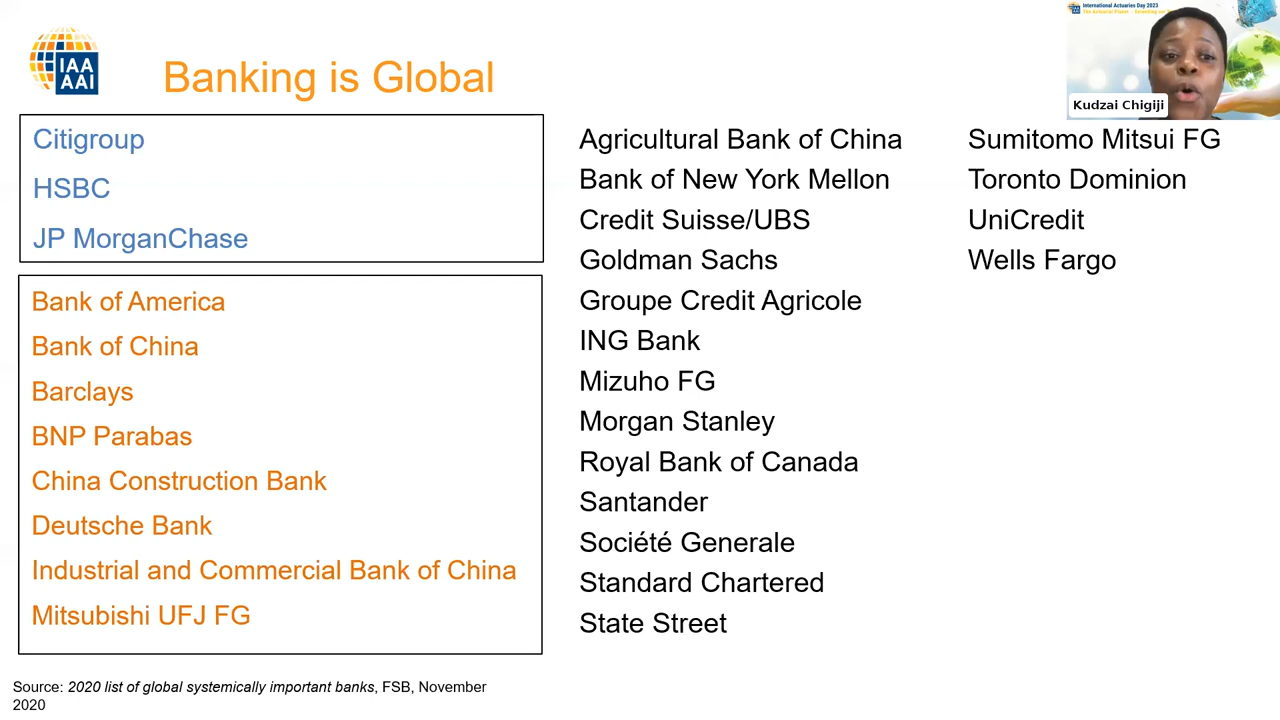 IAA
AAI
Banking is Global
International Actuaries Day 2023
Kudzai Chigiji
Citigroup
HSBC
JP MorganChase
Bank of America
Bank of China
Barclays
BNP Parabas
China Construction Bank
Deutsche Bank
Industrial and Commercial Bank of China
Mitsubishi UFJ FG
Agricultural Bank of China
Bank of New York Mellon
Credit Suisse/UBS
Goldman Sachs
Groupe Credit Agricole
ING Bank
Mizuho FG
Morgan Stanley
Royal Bank of Canada
Santander
Société Generale
Standard Chartered
State Street
Sumitomo Mitsui FG
Toronto Dominion
UniCredit
Wells Fargo
Source: 2020 list of global systemically important banks, FSB, November
2020